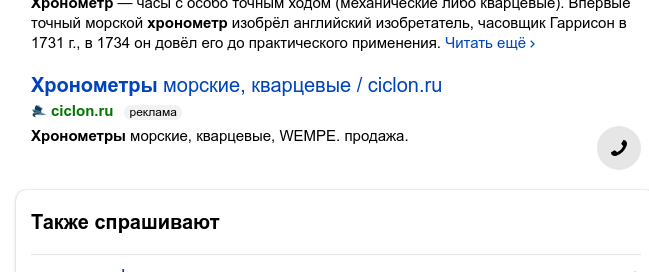 Хронометр — часы с особо точным ходом (механические либо кварцевые). Впервые
точный морской хронометр изобрёл английский изобретатель, часовщик Гаррисон в
1731 г., в 1734 он довёл его до практического применения. Читать ещё ›
Хронометры морские, кварцевые / ciclon.ru
ciclon.ru реклама
Хронометры морские, кварцевые, WEMPE. продажа.
Также спрашивают